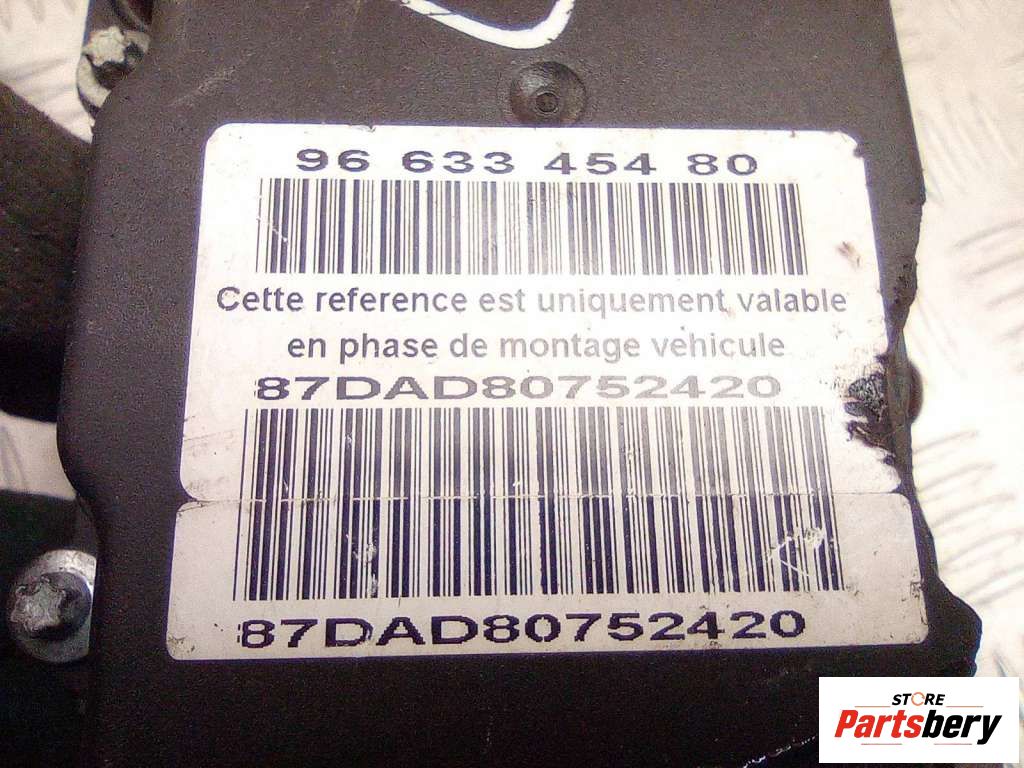 96 633 454 80
Cette reference est uniquement valable
en phase de montage vehicule
87DAD80752420
87DAD80752420
STORE
Partsbery